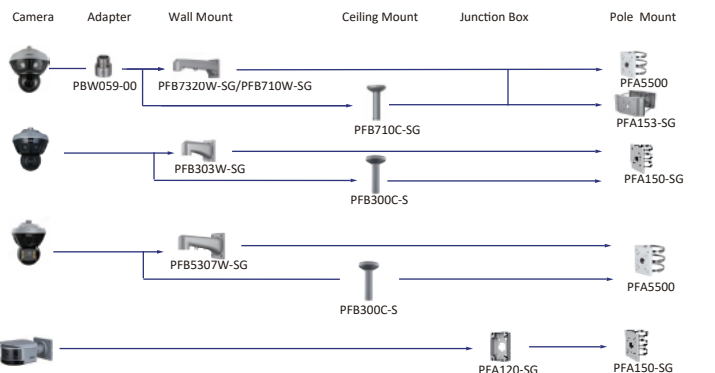 Camera Adapter Wall Mount Ceiling Mount Junction Box Pole Mount
PBW059-00 PFB7320W-SG/PFB710W-SG PFA5500
PFB710C-SG PFA153-SG
PFB303W-SG PFA150-SG
PFB300C-S
PFB5307W-SG PFA5500
PFB300C-S
PFA120-SG PFA150-SG